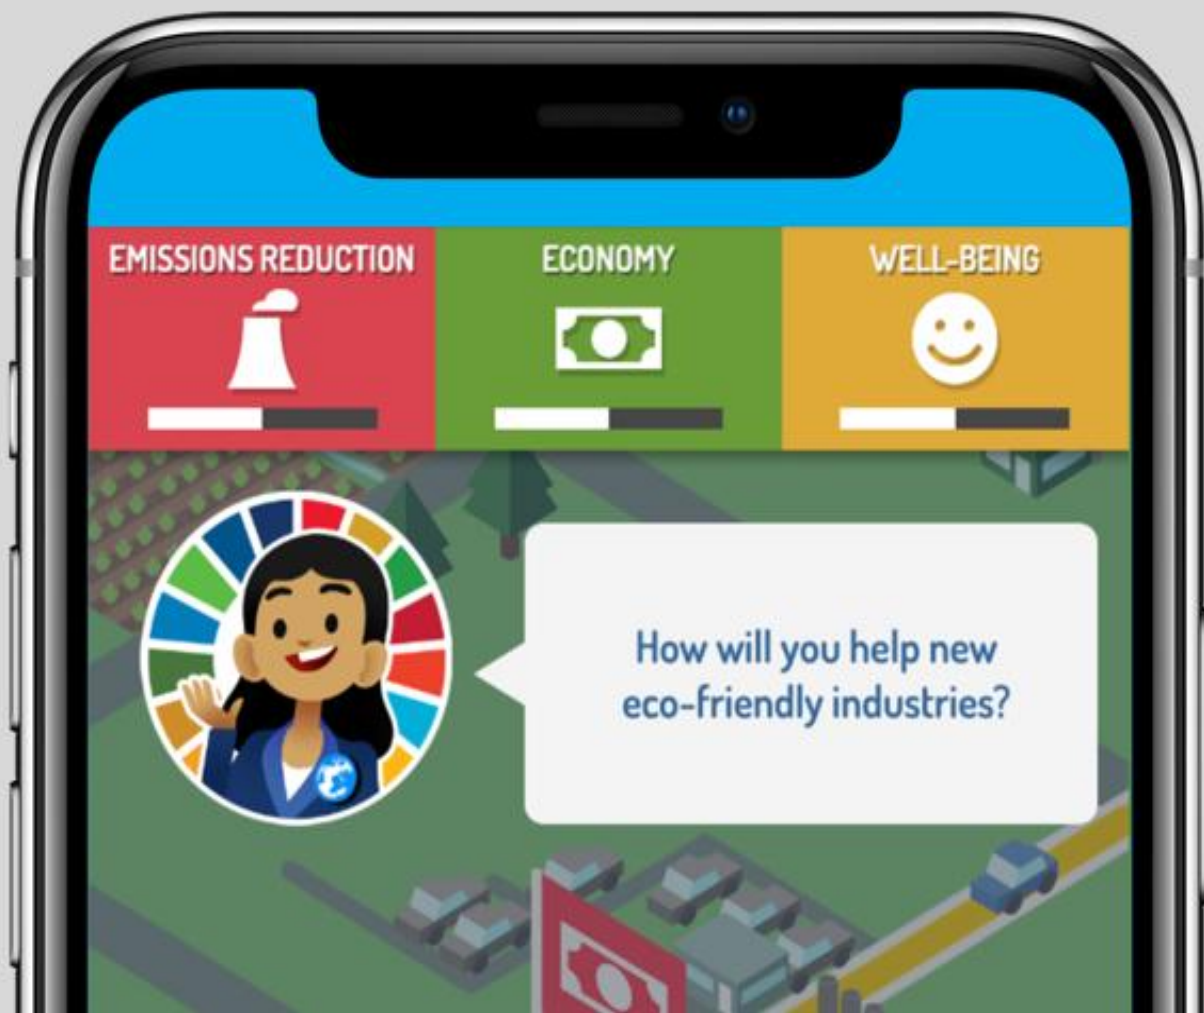 EMISSIONS REDUCTION
ECONOMY
WELL-BEING
How will you help new
eco-friendly industries?